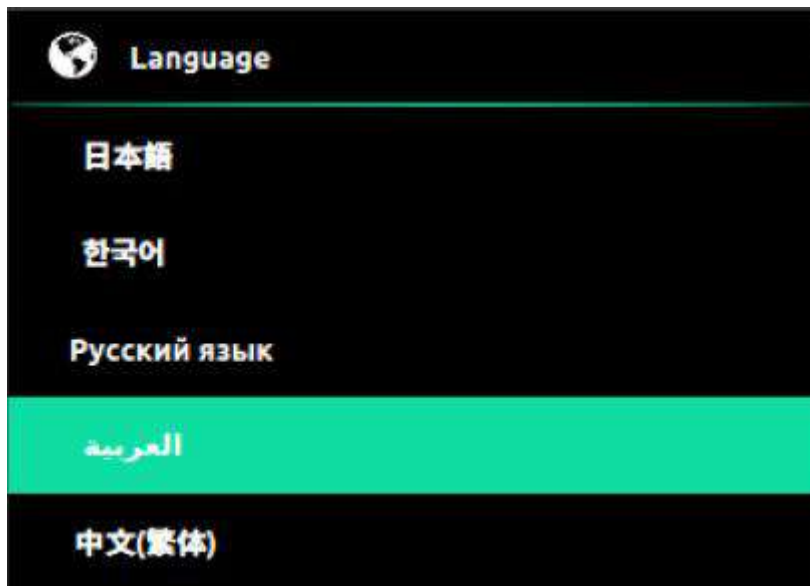 Language
日本語
한국어
Русский язык
العربية
中文(繁体)